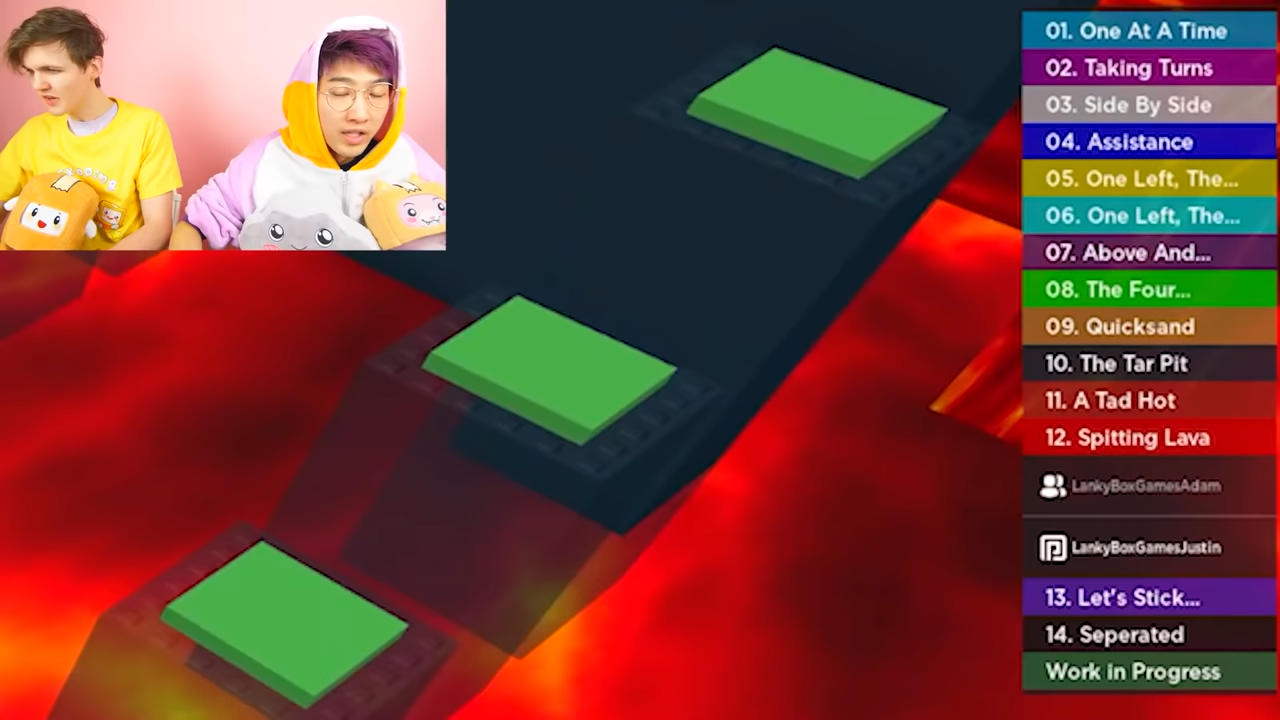 01. One At A Time
02. Taking Turns
03. Side By Side
04. Assistance
05. One Left, The...
06. One Left, The...
07. Above And...
08. The Four...
09. Quicksand
10. The Tar Pit
11. A Tad Hot
12. Spitting Lava
LankyBoxGamesAdam
LankyBoxGamesJustin
13. Let's Stick...
14. Seperated
Work in Progress